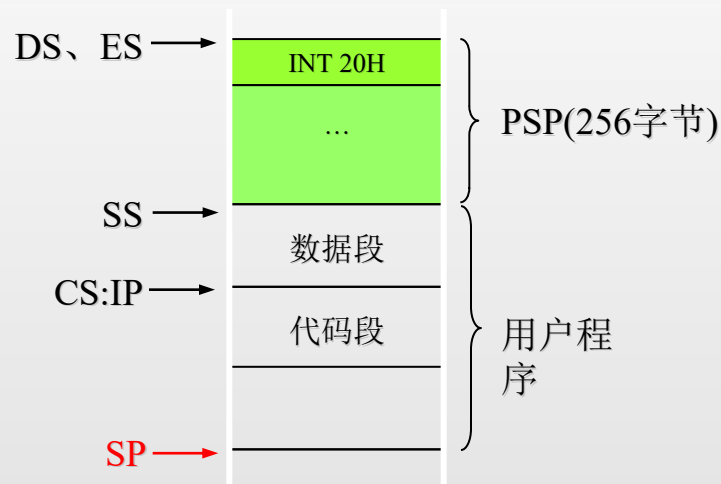 DS、ES
INT 20H
…
PSP(256字节)
SS
数据段
CS:IP
代码段
用户程
序
SP